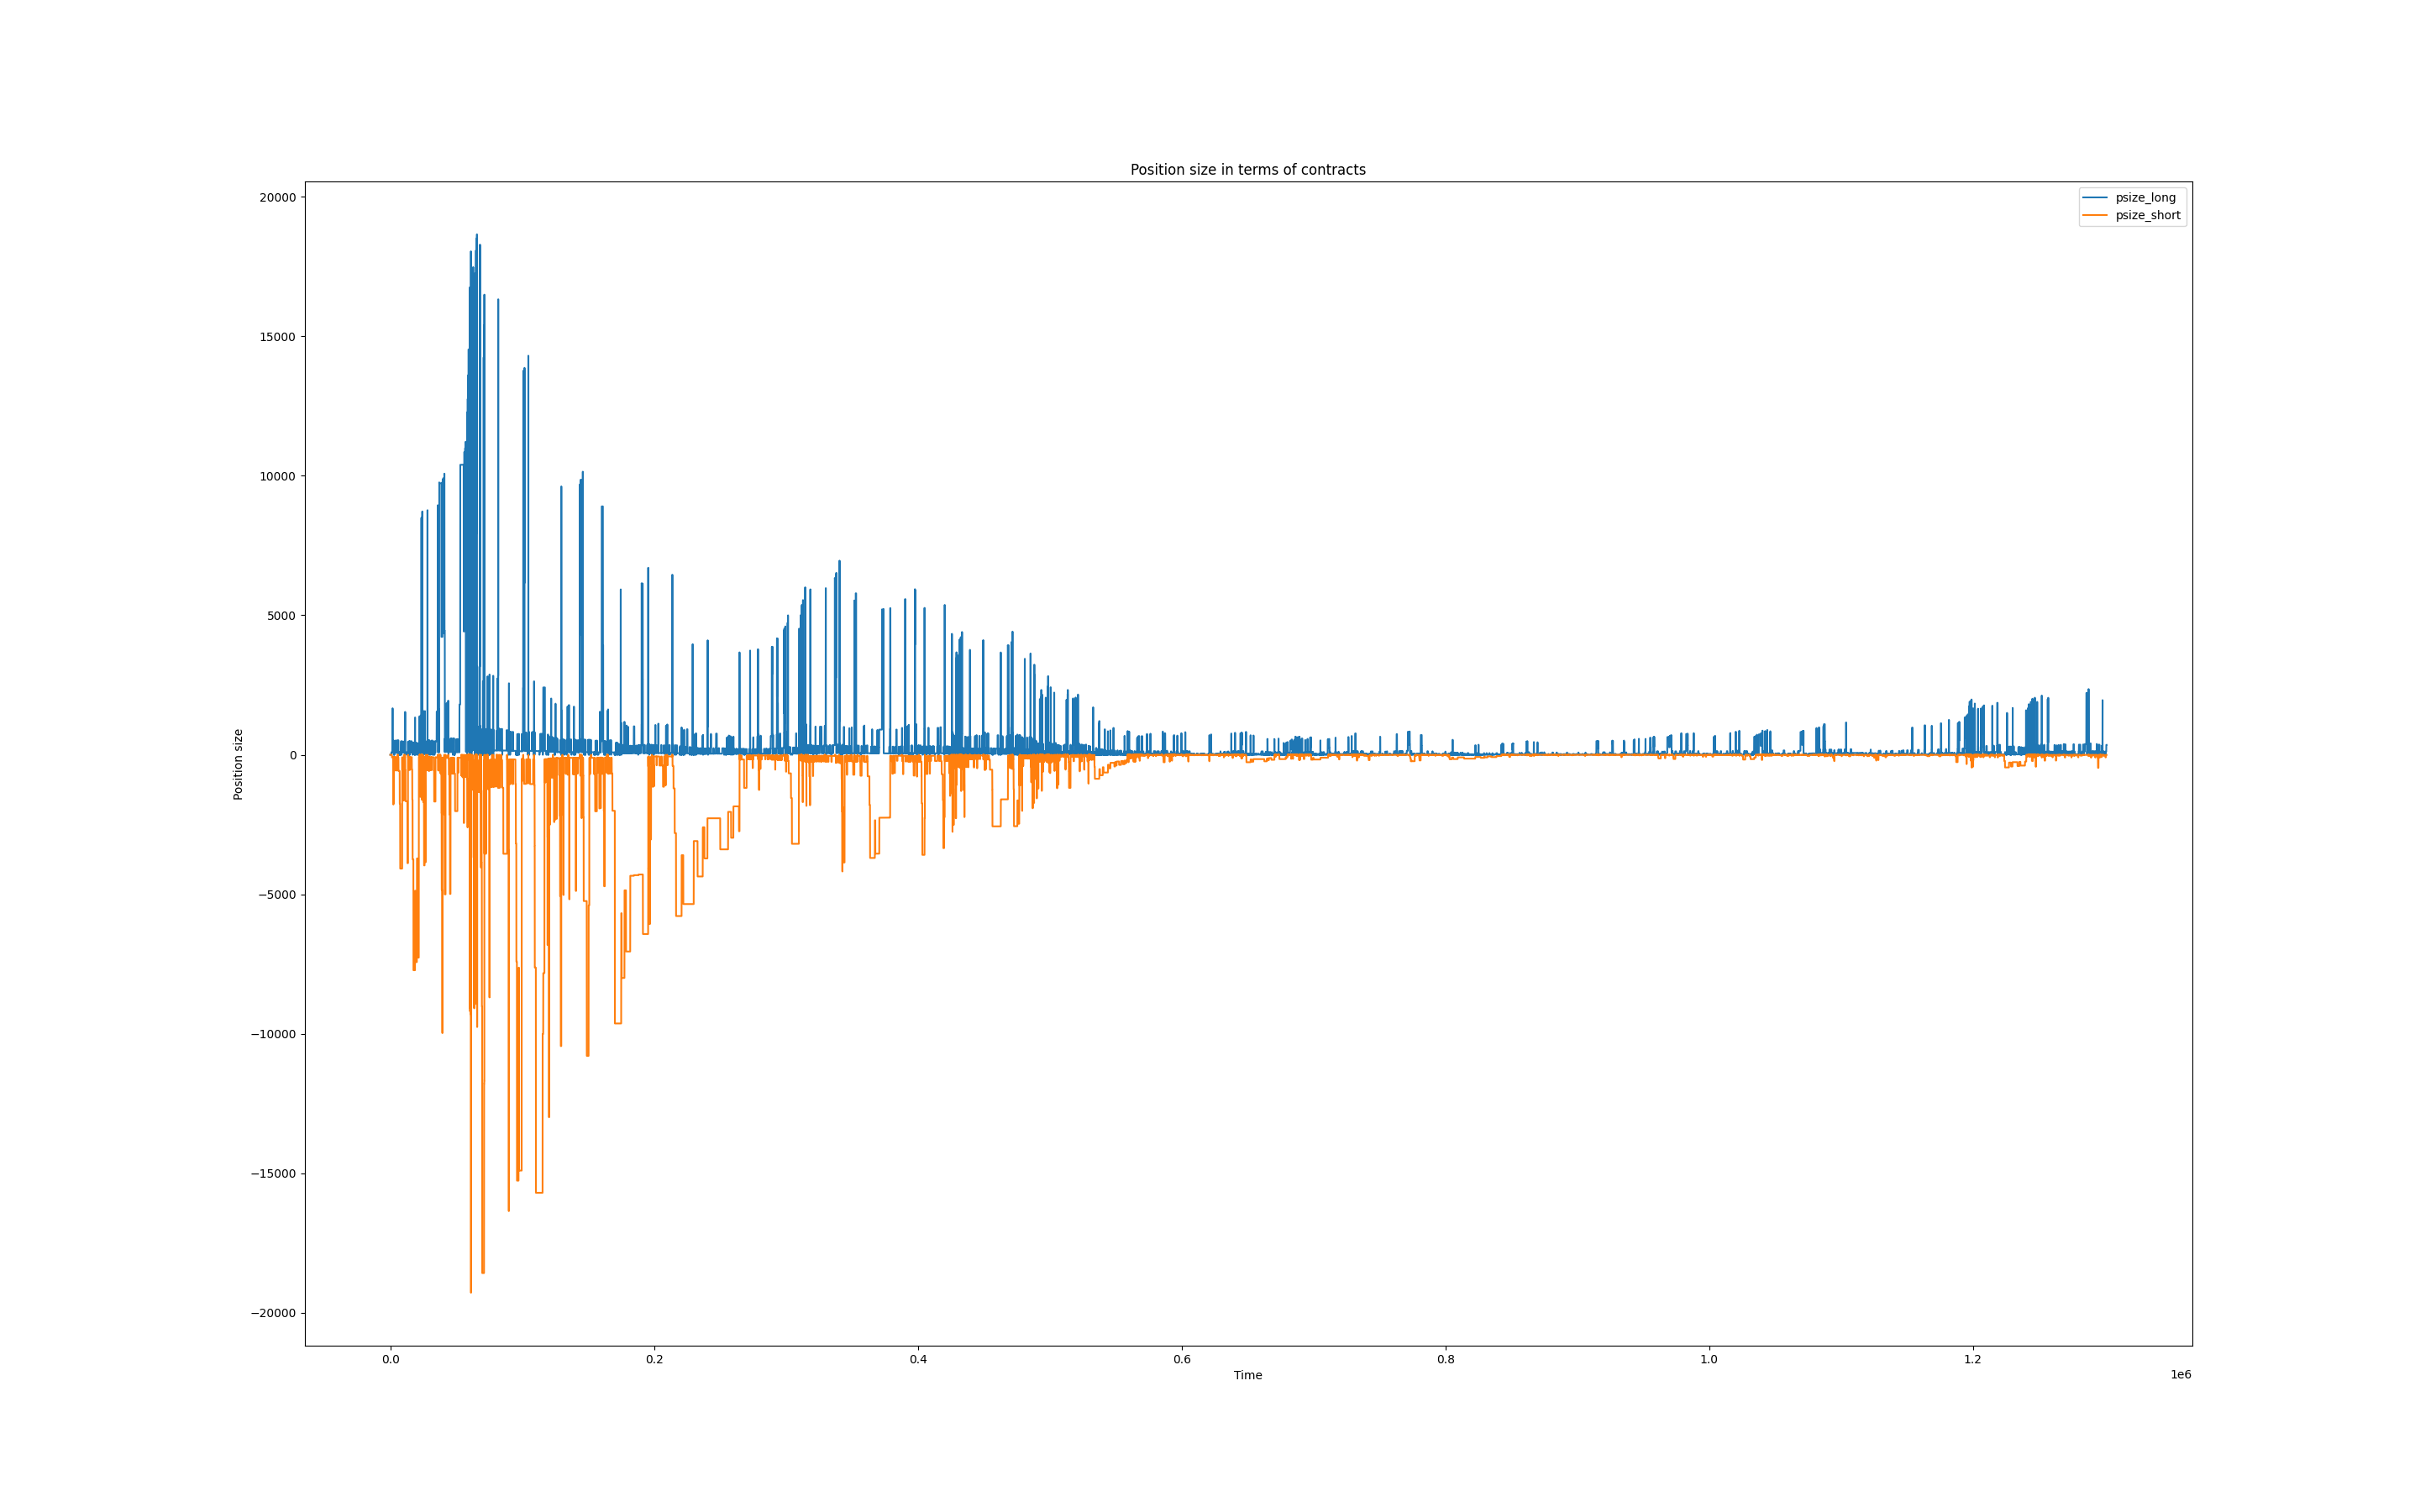 Position size in terms of contracts
psize_long
psize_short
20000
15000
10000
5000
0
−5000
−10000
−15000
−20000
Position size
0.0 0.2 0.4 0.6 0.8 1.0 1.2
Time
1e6